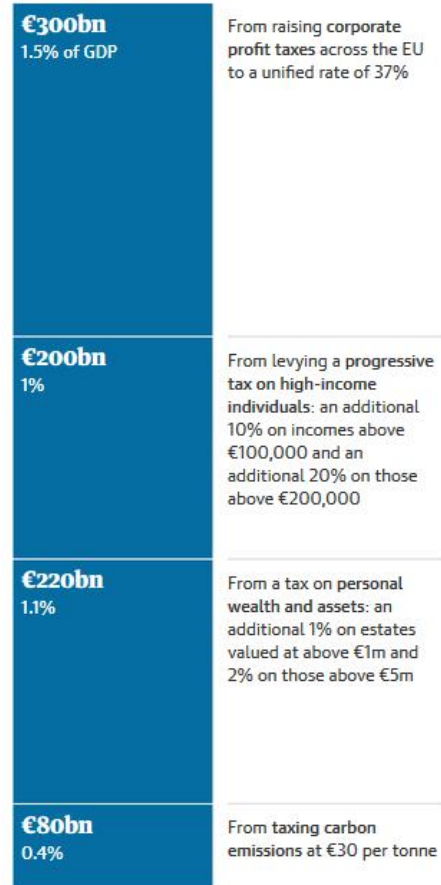 €300bn
1.5% of GDP
From raising corporate
profit taxes across the EU
to a unified rate of 37%
€200bn
1%
From levying a progressive
tax on high-income
individuals: an additional
10% on incomes above
€100,000 and an
additional 20% on those
above €200,000
€220bn
1.1%
From a tax on personal
wealth and assets: an
additional 1% on estates
valued at above €1m and
2% on those above €5m
€80bn
0.4%
From taxing carbon
emissions at €30 per tonne